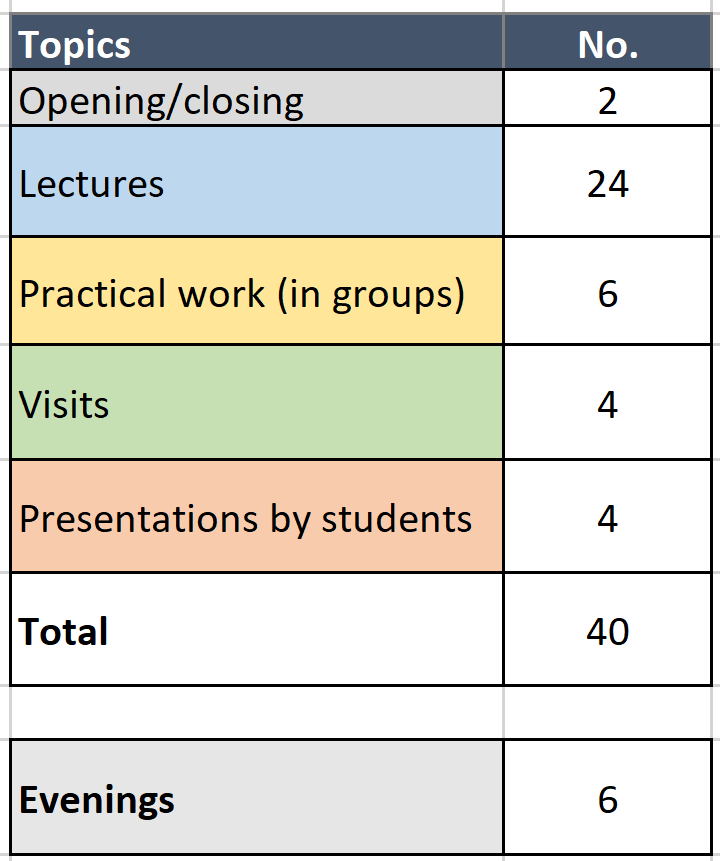 Topics No.
Opening/closing 2
Lectures 24
Practical work (in groups) 6
Visits 4
Presentations by students 4
Total 40
Evenings 6